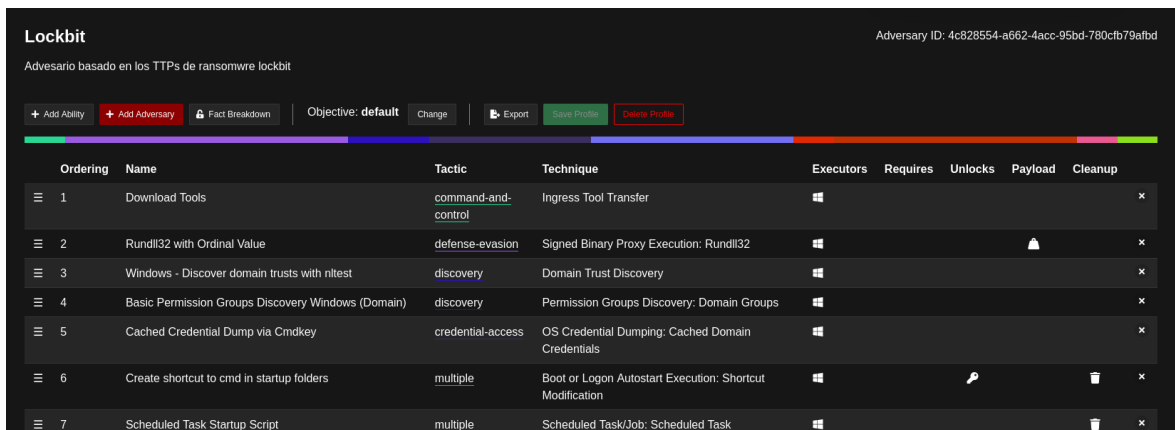 Lockbit
Adversary ID: 4c828554-a662-4acc-95bd-780cfb79afbd
Advesario basado en los TTPs de ransomwre lockbit
+ Add Ability + Add Adversary Fact Breakdown Objective: default Change Export Save Profile Delete Profile
Ordering Name Tactic Technique Executors Requires Unlocks Payload Cleanup
1 Download Tools command-and-control Ingress Tool Transfer
2 Rundll32 with Ordinal Value defense-evasion Signed Binary Proxy Execution: Rundll32
3 Windows - Discover domain trusts with nltest discovery Domain Trust Discovery
4 Basic Permission Groups Discovery Windows (Domain) discovery Permission Groups Discovery: Domain Groups
5 Cached Credential Dump via Cmdkey credential-access OS Credential Dumping: Cached Domain Credentials
6 Create shortcut to cmd in startup folders multiple Boot or Logon Autostart Execution: Shortcut Modification
7 Scheduled Task Startup Script multiple Scheduled Task/Job: Scheduled Task